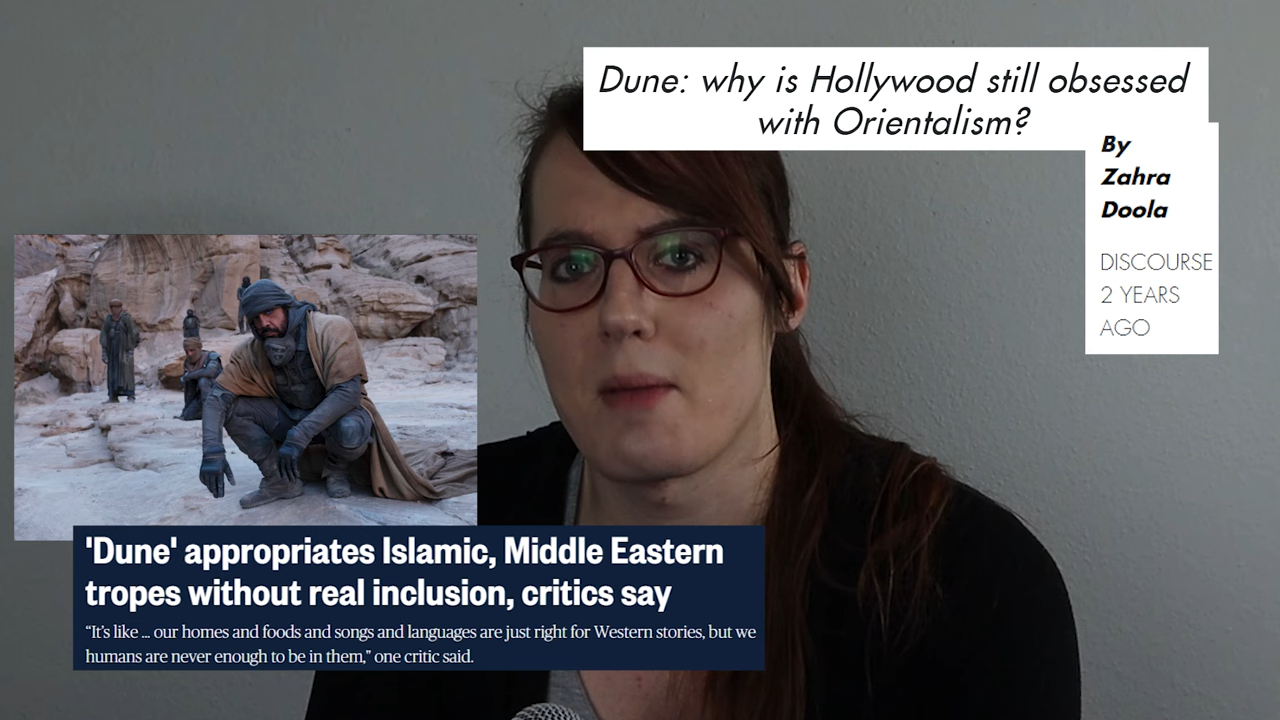 Dune: why is Hollywood still obsessed
with Orientalism?
By
Zahra
Doola
DISCOURSE
2 YEARS
AGO
'Dune' appropriates Islamic, Middle Eastern
tropes without real inclusion, critics say
“It’s like ... our homes and foods and songs and languages are just right for Western stories, but we
humans are never enough to be in them,” one critic said.